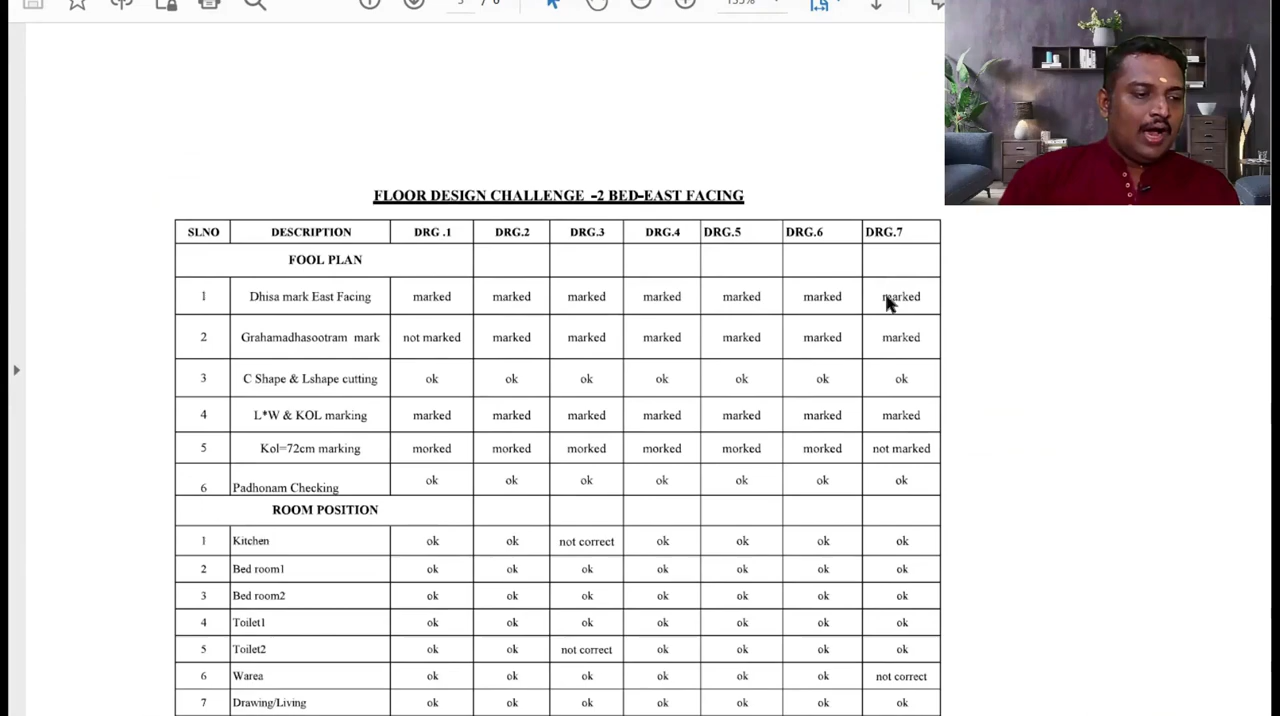 FLOOR DESIGN CHALLENGE -2 BED-EAST FACING
SLNO DESCRIPTION DRG .1 DRG.2 DRG.3 DRG.4 DRG.5 DRG.6 DRG.7
FOOL PLAN
1 Dhisa mark East Facing marked marked marked marked marked marked marked
2 Grahamadhasootram mark not marked marked marked marked marked marked marked
3 C Shape & Lshape cutting ok ok ok ok ok ok ok
4 L*W & KOL marking marked marked marked marked marked marked marked
5 Kol=72cm marking morked morked morked morked morked morked not marked
6 Padhonam Checking ok ok ok ok ok ok ok
ROOM POSITION
1 Kitchen ok ok not correct ok ok ok ok
2 Bed room1 ok ok ok ok ok ok ok
3 Bed room2 ok ok ok ok ok ok ok
4 Toilet1 ok ok ok ok ok ok ok
5 Toilet2 ok ok not correct ok ok ok ok
6 Warea ok ok ok ok ok ok not correct
7 Drawing/Living ok ok ok ok ok ok ok